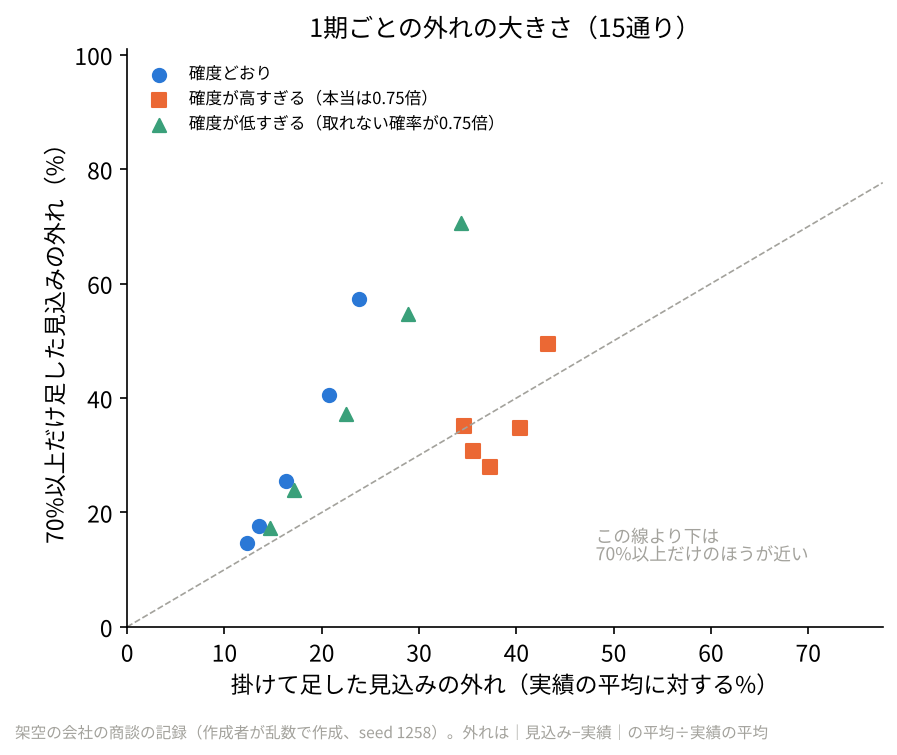 1期ごとの外れの大きさ（15通り）
確度どおり
確度が高すぎる（本当は0.75倍）
確度が低すぎる（取れない確率が0.75倍）
70%以上だけ足した見込みの外れ（%）
100
80
60
40
20
0
この線より下は
70%以上だけのほうが近い
0 10 20 30 40 50 60 70
掛けて足した見込みの外れ（実績の平均に対する%）
架空の会社の商談の記録（作成者が乱数で作成、seed 1258）。外れは｜見込み−実績｜の平均÷実績の平均